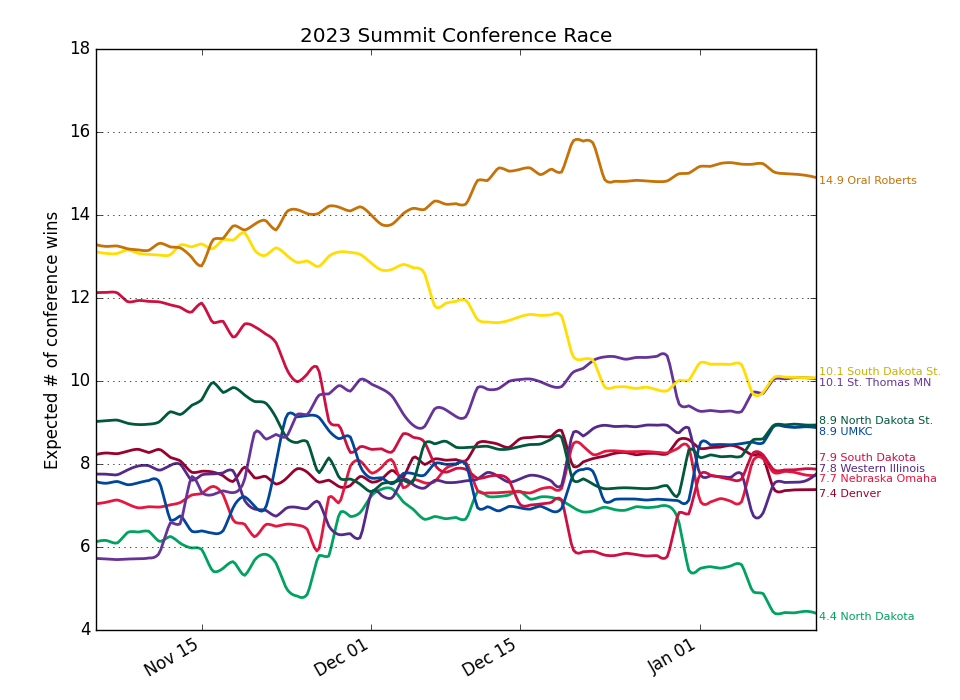 2023 Summit Conference Race
Expected # of conference wins
18
16
14
12
10
8
6
4
Nov 15
Dec 01
Dec 15
Jan 01
14.9 Oral Roberts
10.1 South Dakota St.
10.1 St. Thomas MN
8.9 North Dakota St.
8.9 UMKC
7.9 South Dakota
7.8 Western Illinois
7.7 Nebraska Omaha
7.4 Denver
4.4 North Dakota